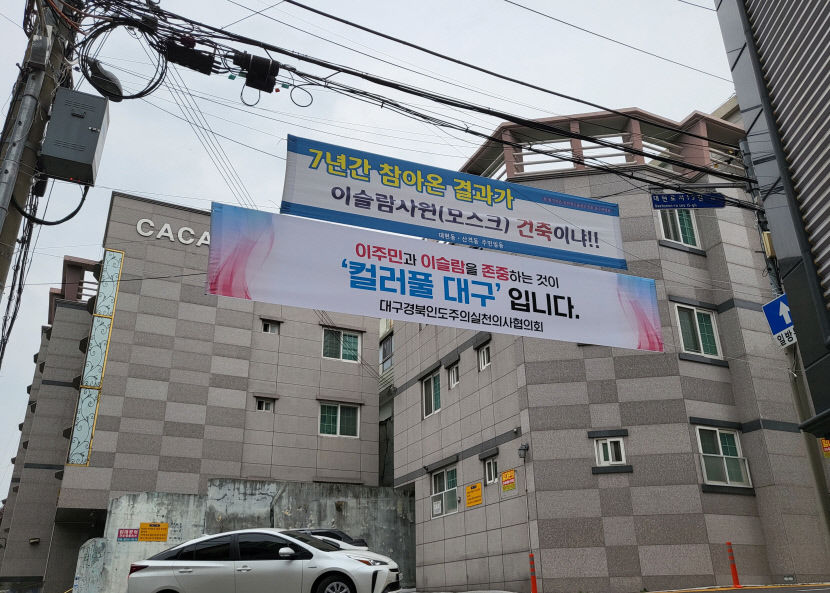 7년간 참아온 결과가
이슬람사원(모스크) 건축이냐!!
대현동·산격동 주민일동
CACA
이주민과 이슬람을 존중하는 것이
'컬러풀 대구' 입니다.
대구경북인도주의실천의사협의회
일방